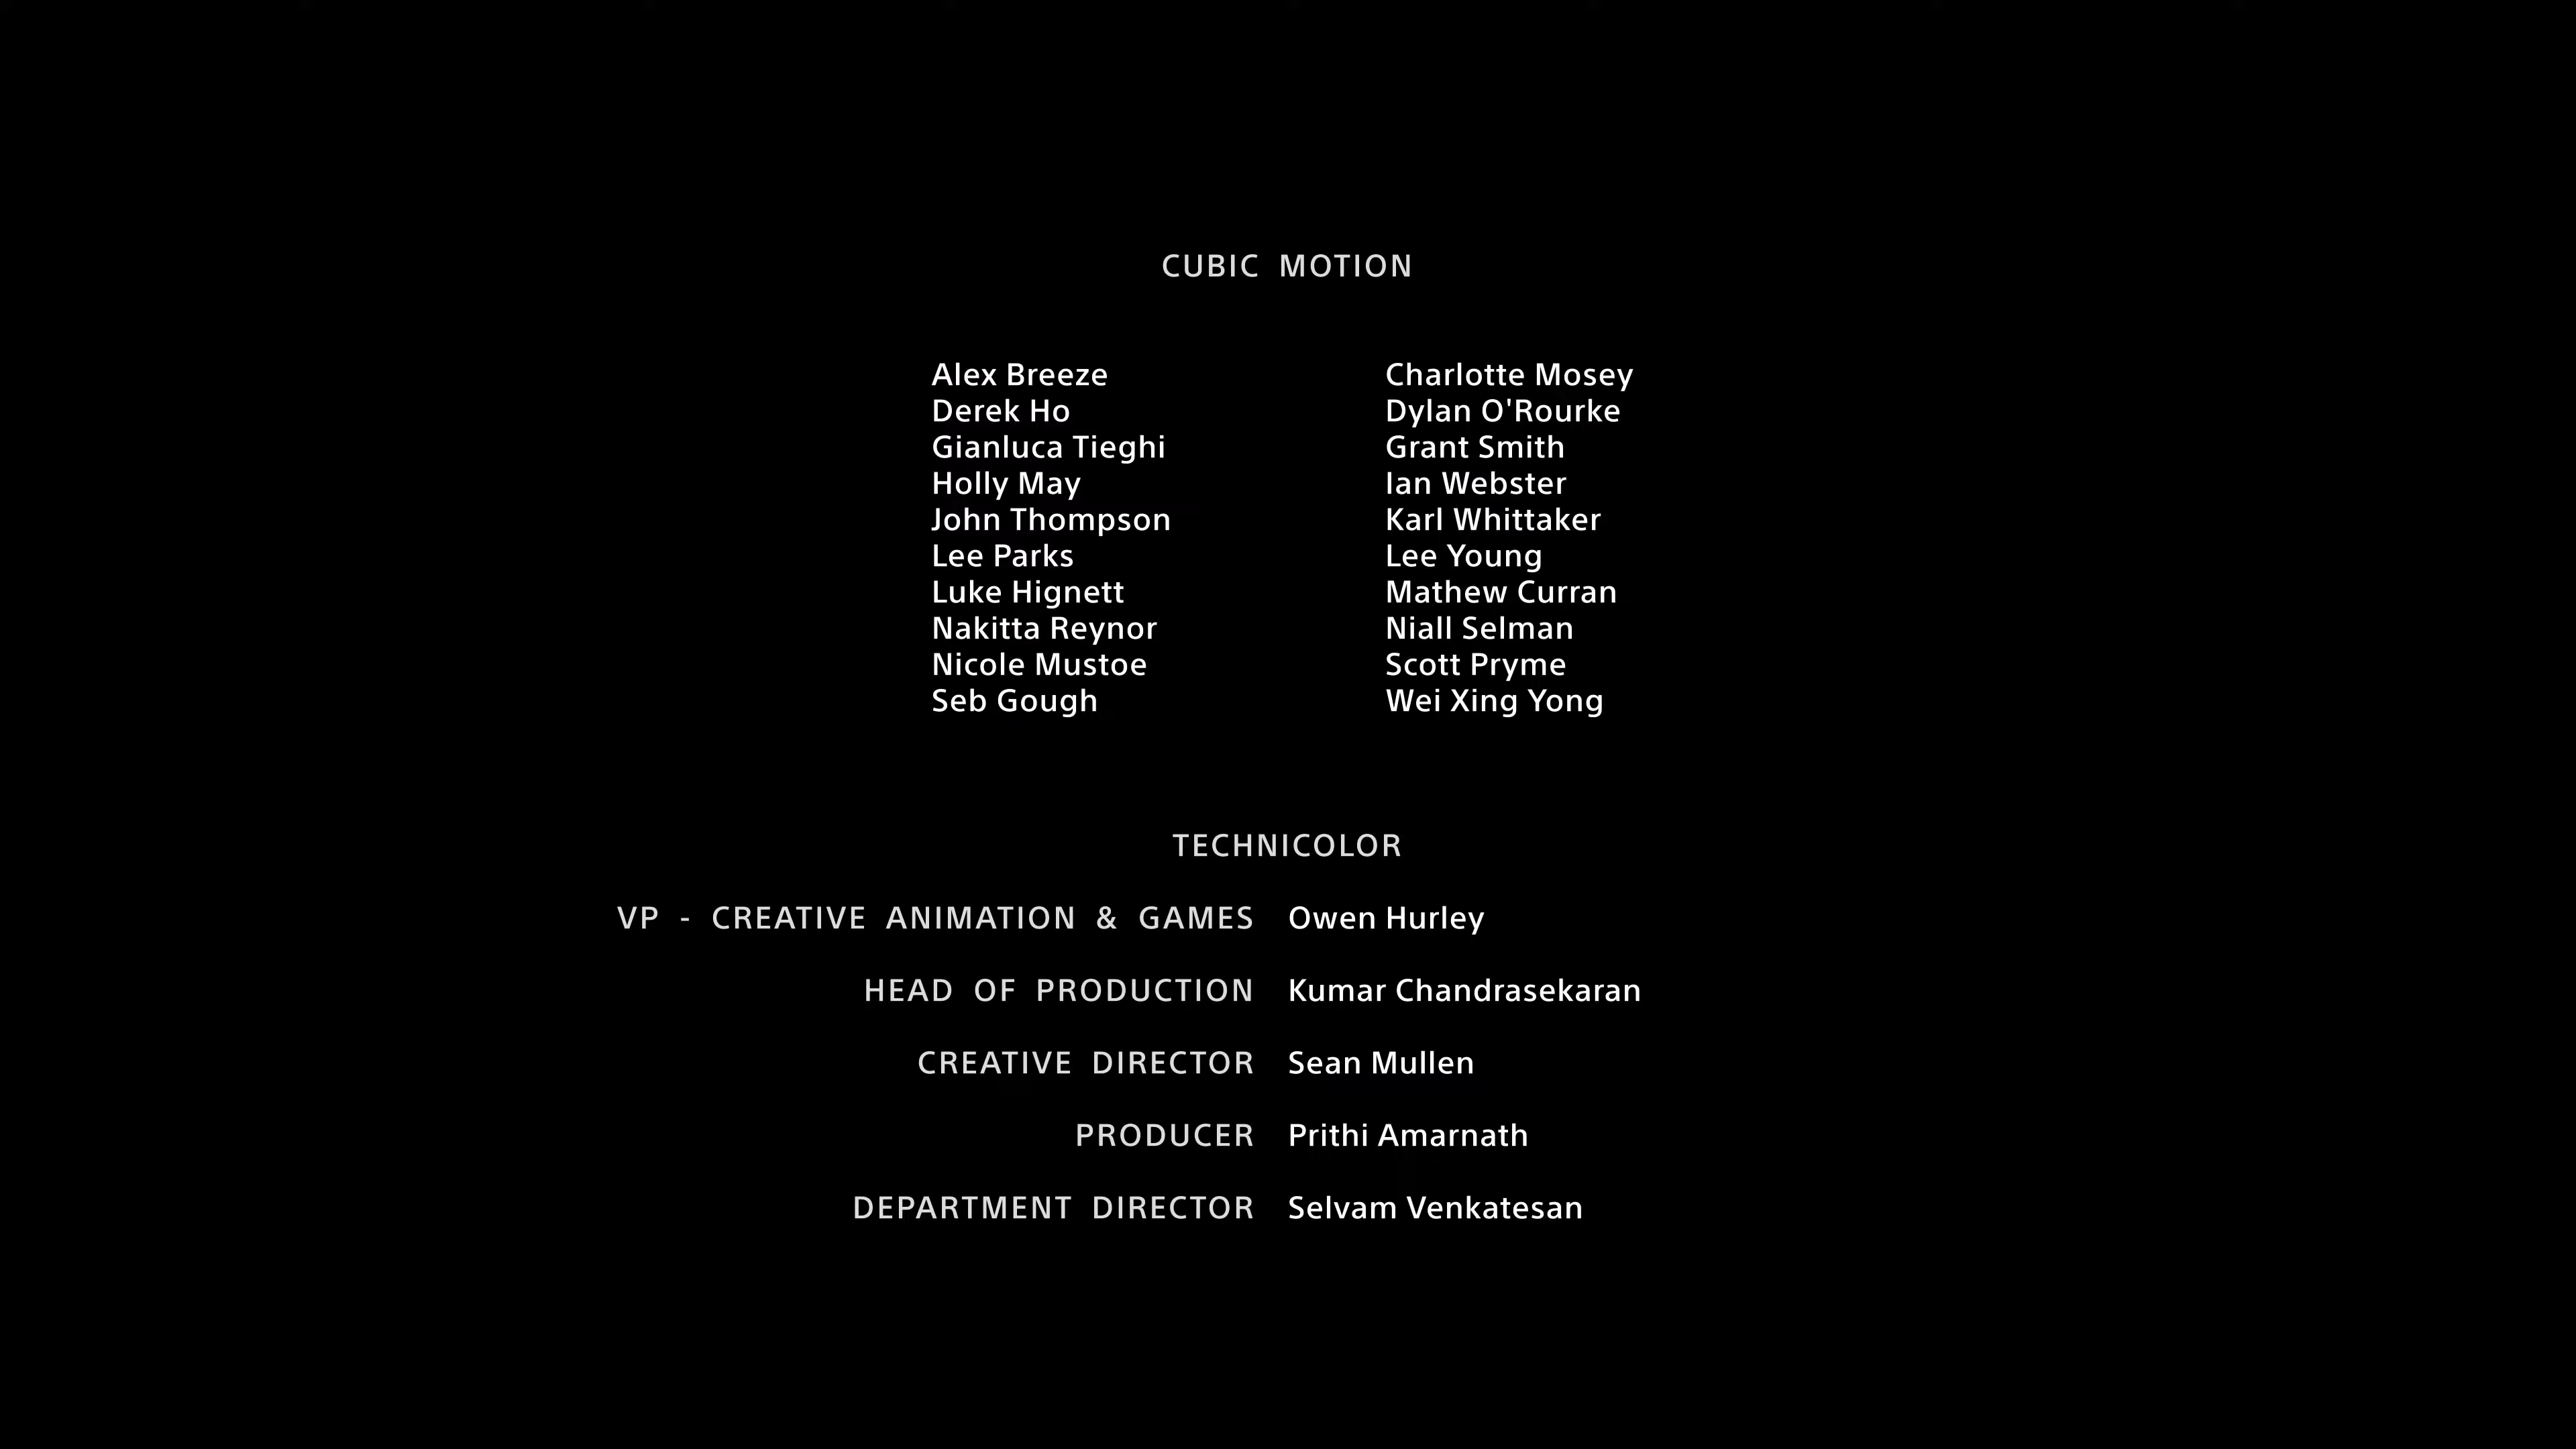 CUBIC MOTION
Alex Breeze Charlotte Mosey
Derek Ho Dylan O'Rourke
Gianluca Tieghi Grant Smith
Holly May Ian Webster
John Thompson Karl Whittaker
Lee Parks Lee Young
Luke Hignett Mathew Curran
Nakitta Reynor Niall Selman
Nicole Mustoe Scott Pryme
Seb Gough Wei Xing Yong
TECHNICOLOR
VP - CREATIVE ANIMATION & GAMES Owen Hurley
HEAD OF PRODUCTION Kumar Chandrasekaran
CREATIVE DIRECTOR Sean Mullen
PRODUCER Prithi Amarnath
DEPARTMENT DIRECTOR Selvam Venkatesan